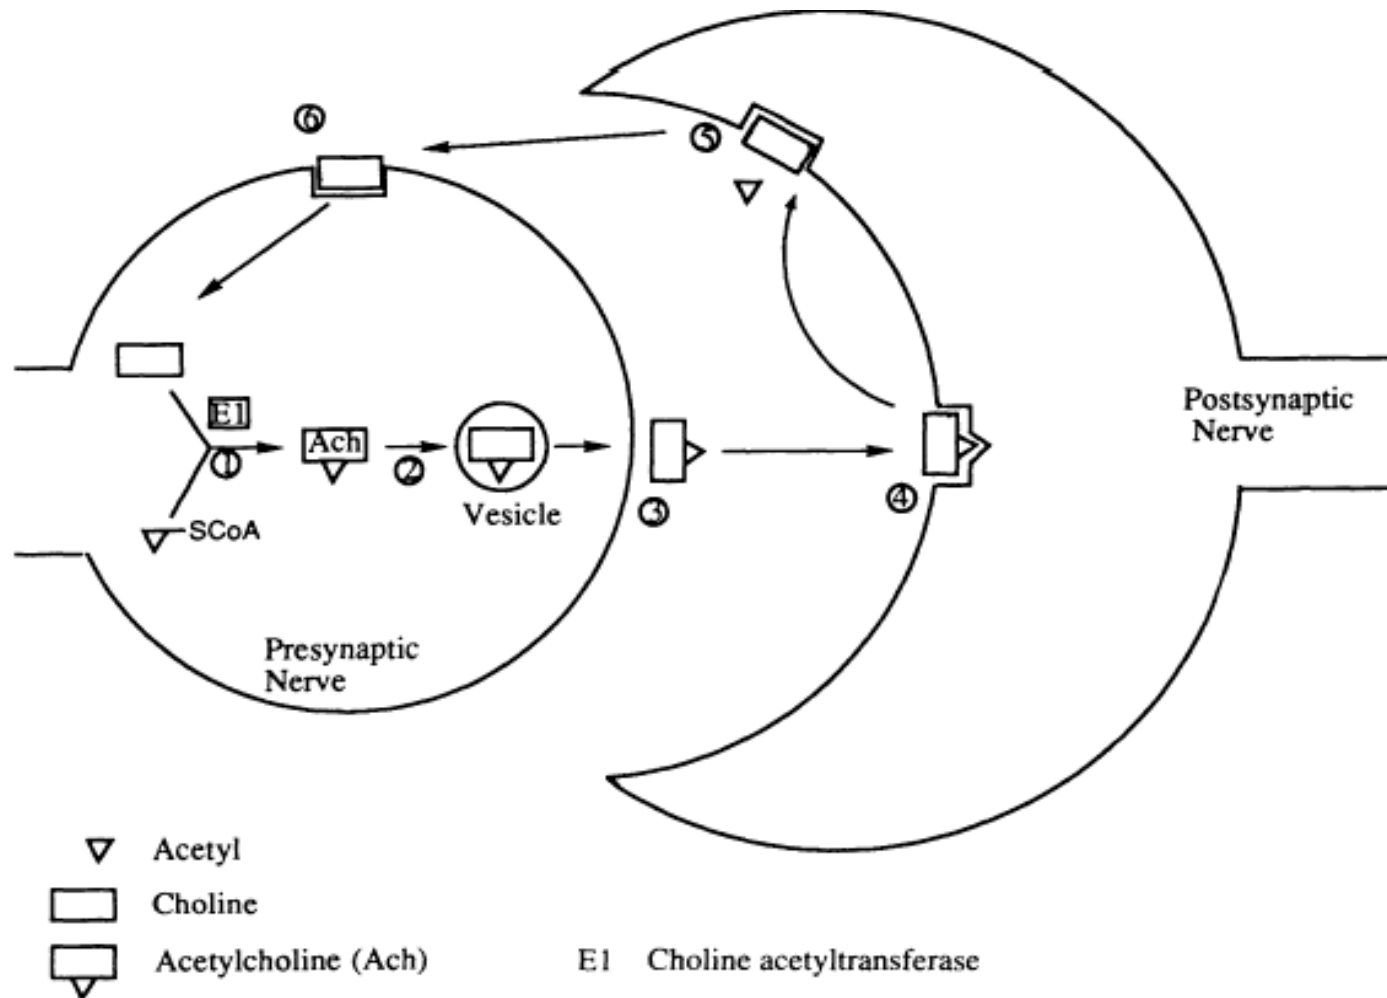 ⑥
⑤
E1
①
Ach
②
Vesicle
SCoA
③
④
Postsynaptic
Nerve
Presynaptic
Nerve
Acetyl
Choline
Acetylcholine (Ach)
E1 Choline acetyltransferase